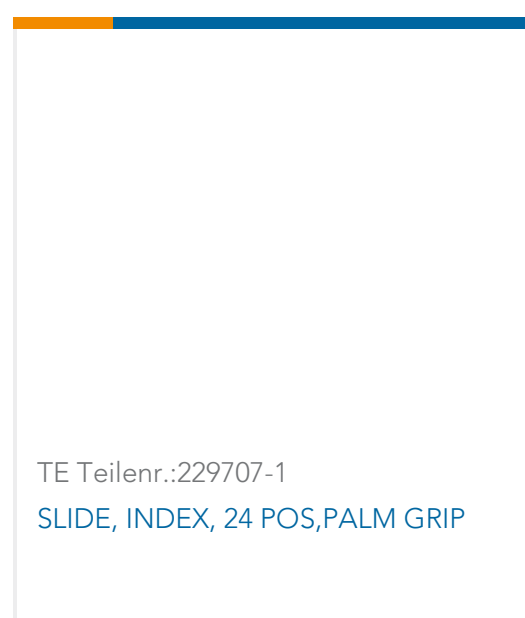 TE Teilenr.:229707-1
SLIDE, INDEX, 24 POS,PALM GRIP